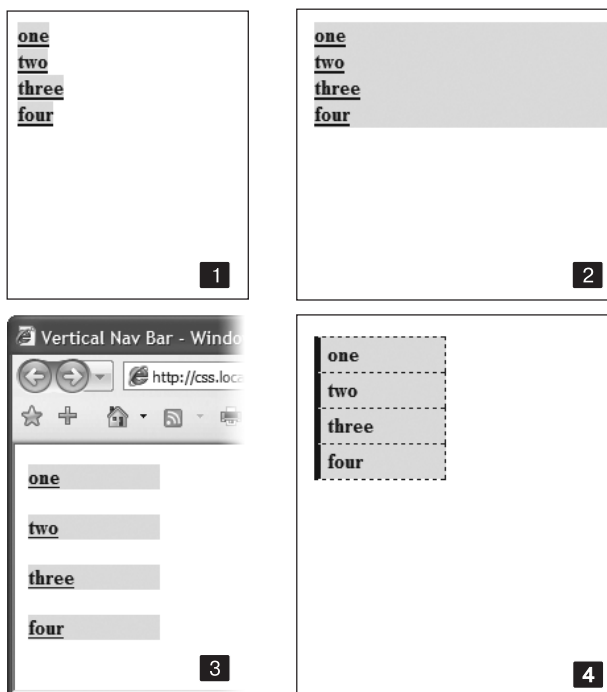 one
two
three
four
1
one
two
three
four
2
Vertical Nav Bar - Windo
http://css.loca
one
two
three
four
3
one
two
three
four
4